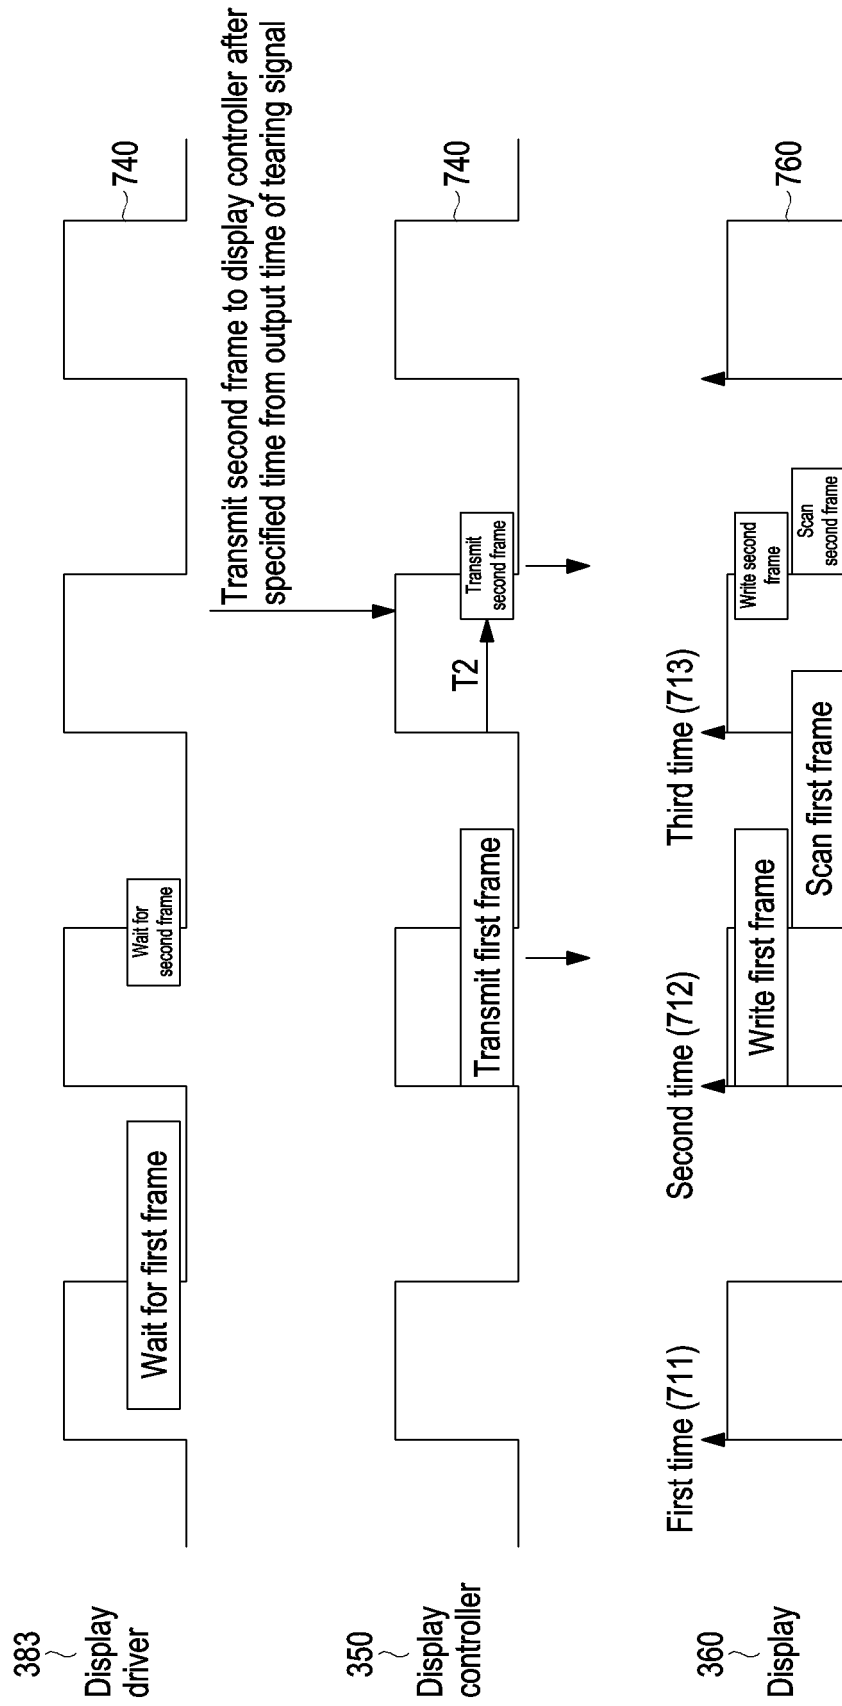 383
Display
driver
Wait for first frame
Wait for
second frame
740
Transmit second frame to display controller after
specified time from output time of tearing signal
350
Display
controller
Transmit first frame
T2
Transmit
second frame
740
First time (711)
Second time (712)
Third time (713)
360
Display
Write first frame
Scan first frame
Write second
frame
Scan
second frame
760